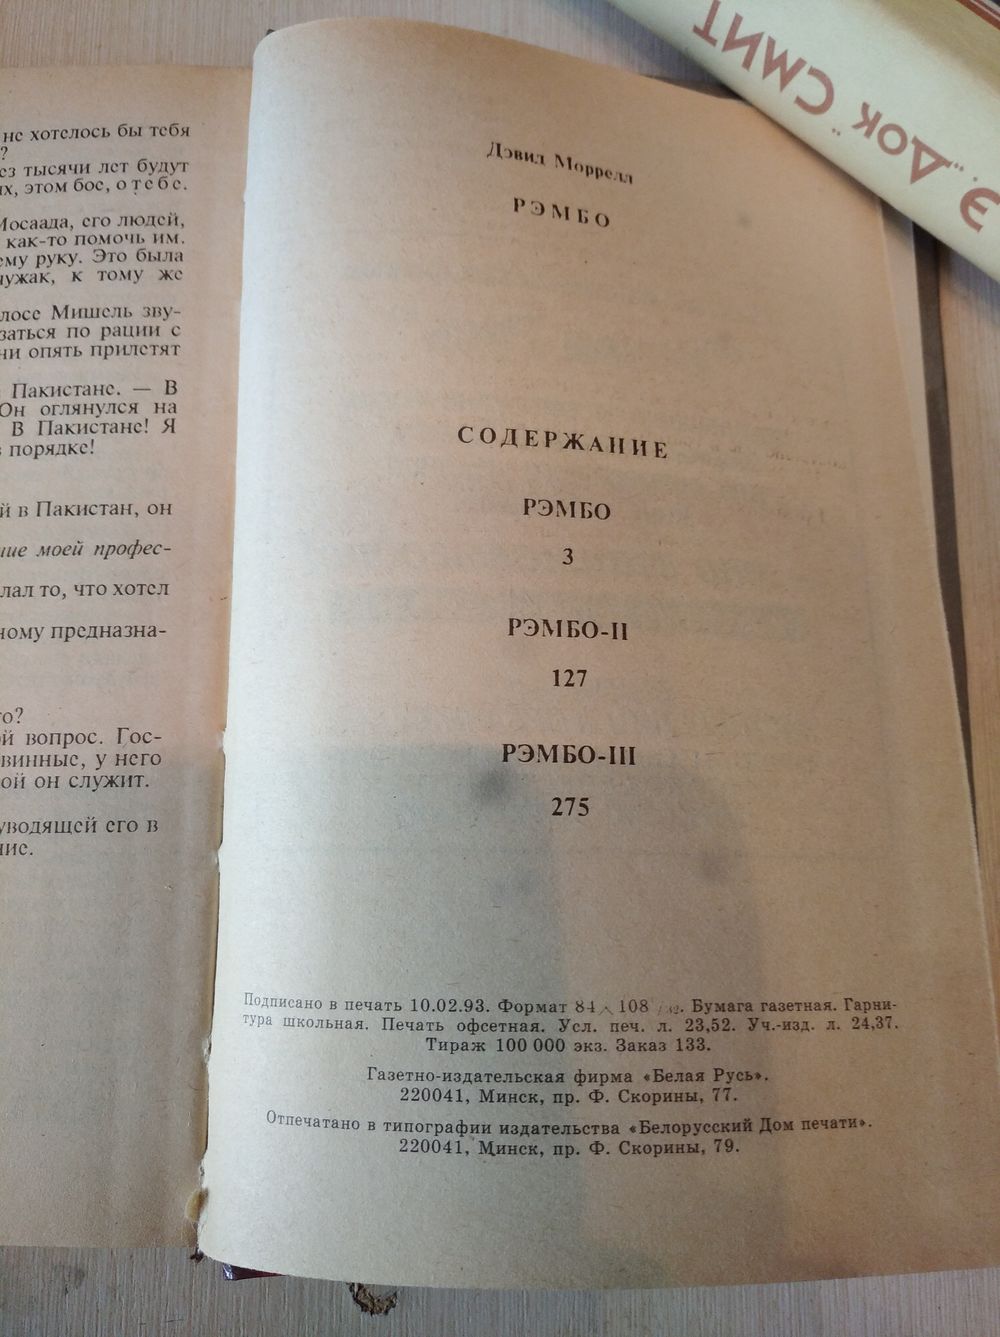 не хотелось бы тебя
?
ез тысячи лет будут
их, этом бое, о т е б е.
Мосаада, его людей,
как-то помочь им.
ему руку. Это была
чужак, к тому же
лосе Мишель зву-
заться по рации с
ни опять прилетят
Пакистане. — В
Он оглянулся на
В Пакистане! Я
порядке!
й в Пакистан, он
ие моей профес-
лал то, что хотел
ному предназна-
о?
й вопрос. Гос-
винные, у него
ой он служит.
уводящей его в
ние.
Дэвид Моррелл
РЭМБО
СОДЕРЖАНИЕ
РЭМБО
3
РЭМБО-II
127
РЭМБО-III
275
Подписано в печать 10.02.93. Формат 84×108 /32. Бумага газетная. Гарни-
тура школьная. Печать офсетная. Усл. печ. л. 23,52. Уч.-изд. л. 24,37.
Тираж 100 000 экз. Заказ 133.
Газетно-издательская фирма «Белая Русь».
220041, Минск, пр. Ф. Скорины, 77.
Отпечатано в типографии издательства «Белорусский Дом печати».
220041, Минск, пр. Ф. Скорины, 79.
Э. „ДОК“ СМИТ